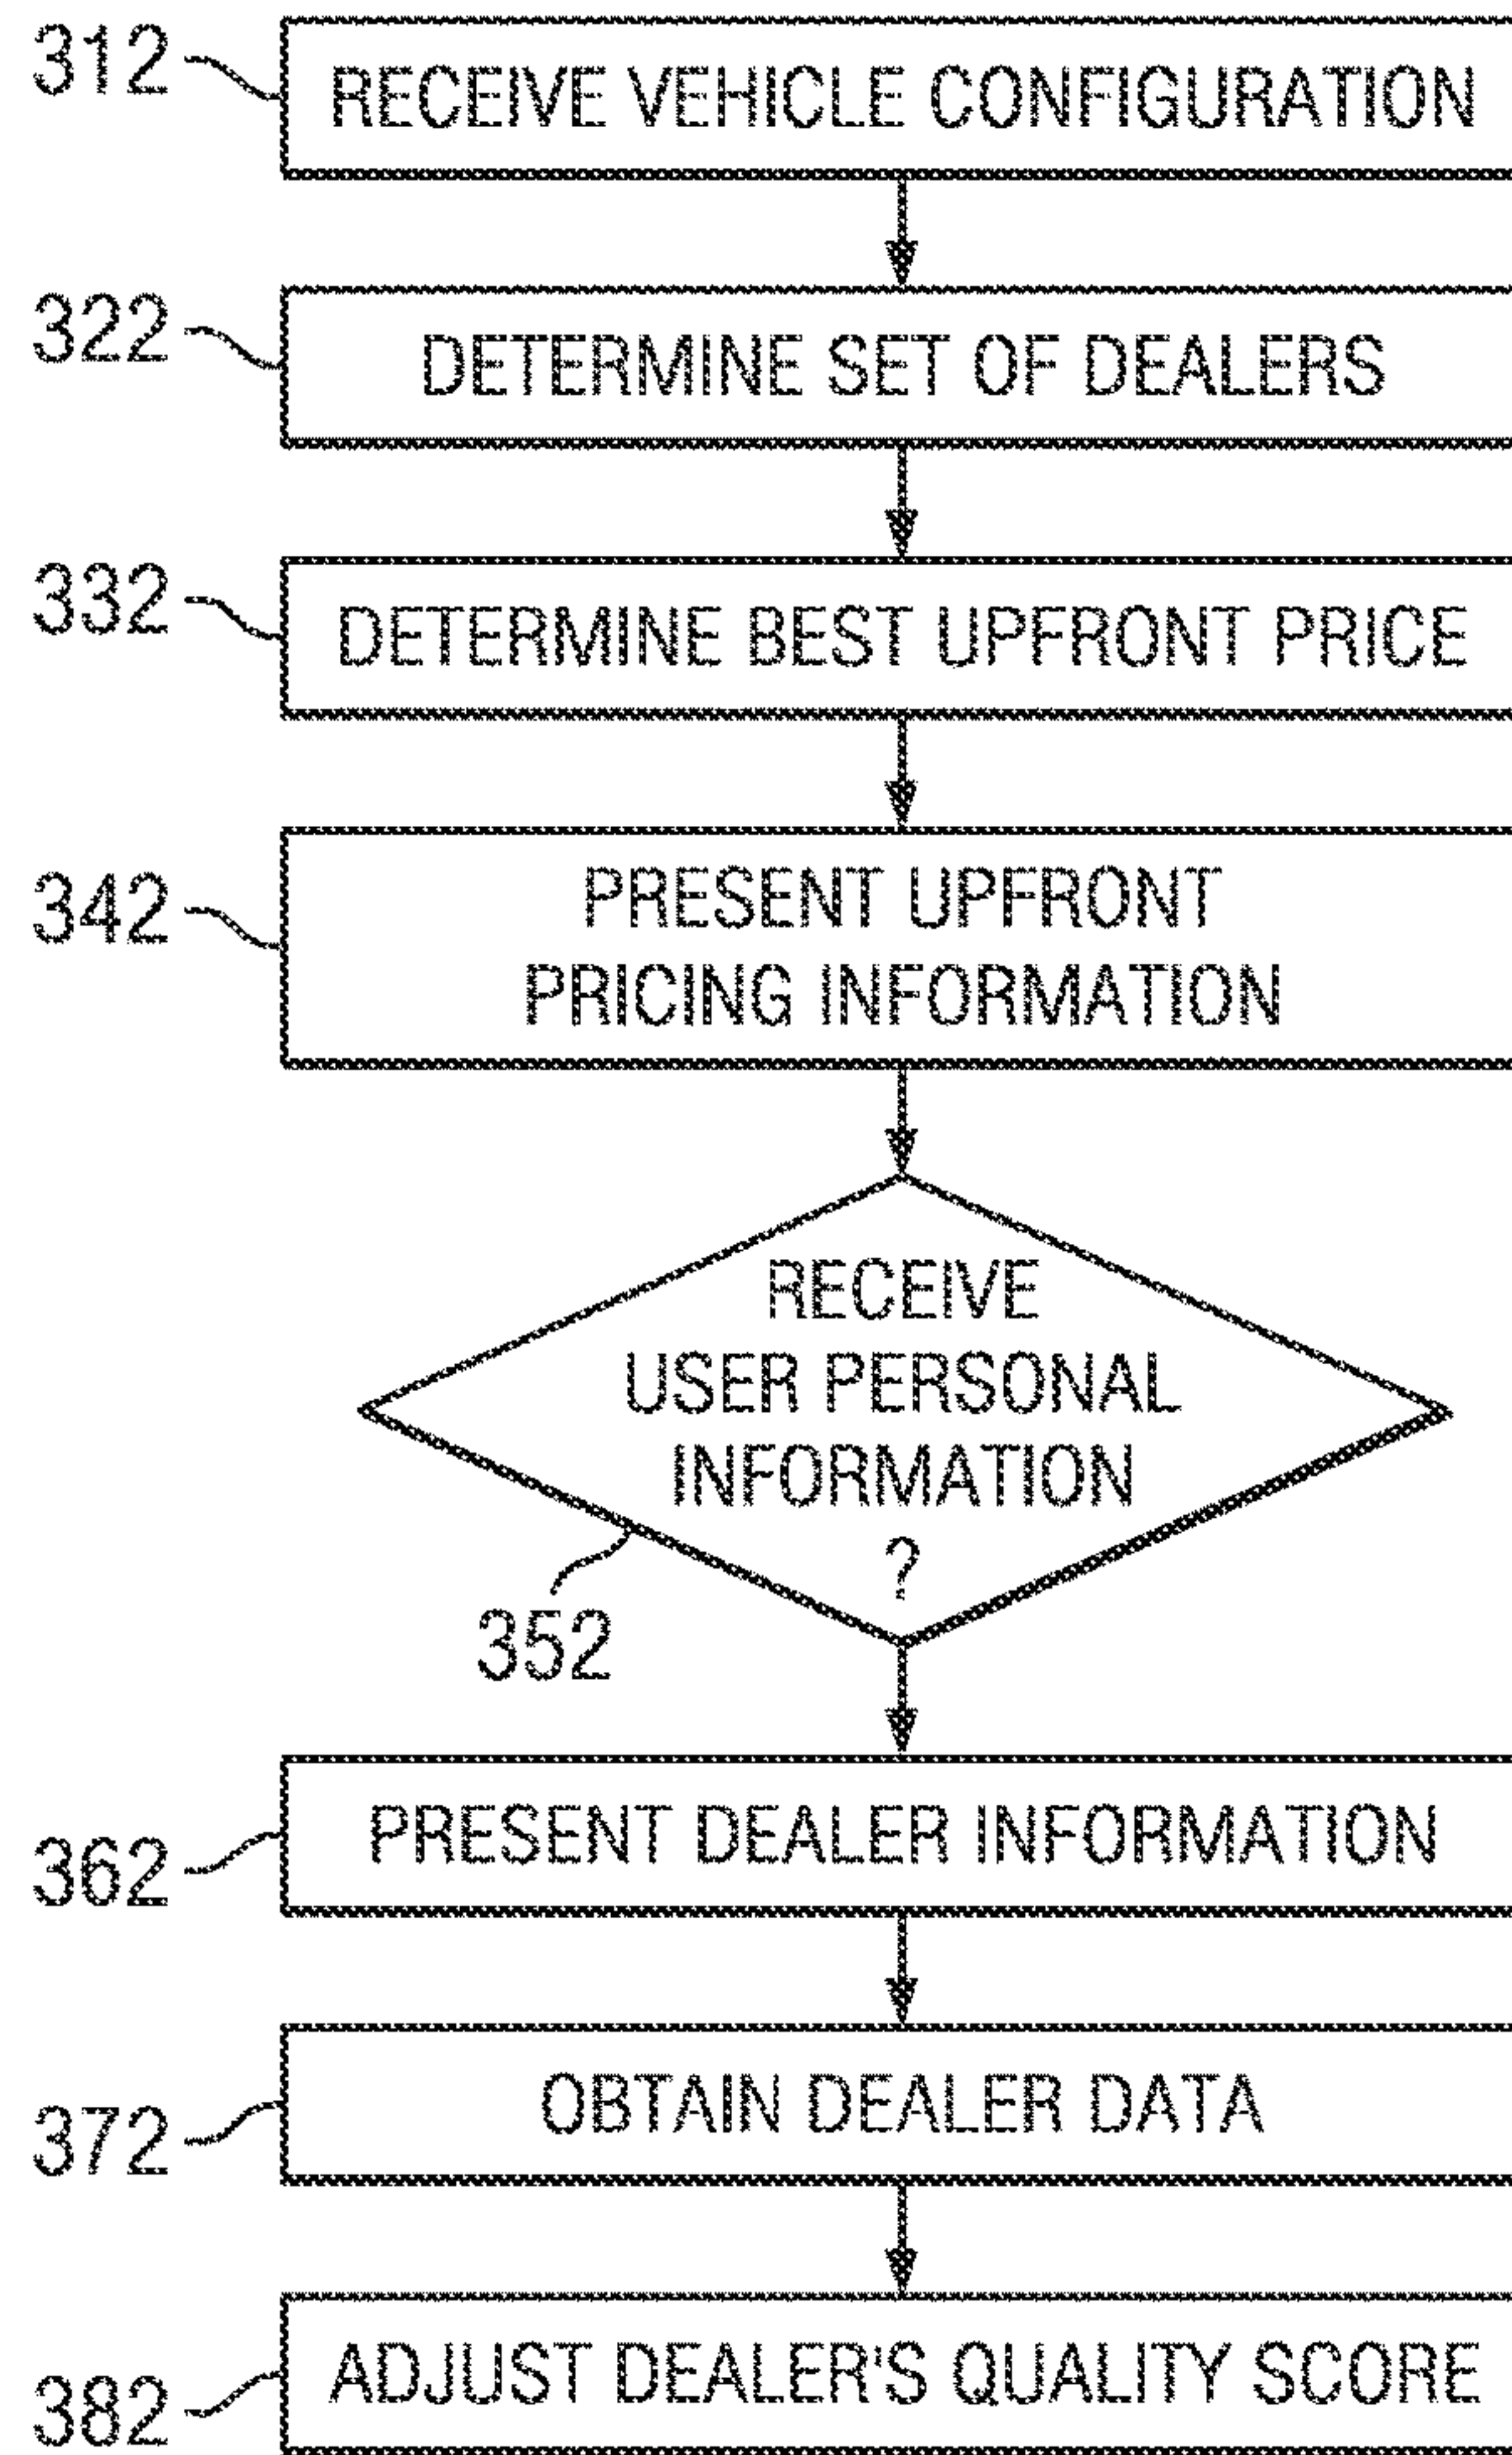 312
RECEIVE VEHICLE CONFIGURATION
322
DETERMINE SET OF DEALERS
332
DETERMINE BEST UPFRONT PRICE
342
PRESENT UPFRONT
PRICING INFORMATION
RECEIVE
USER PERSONAL
INFORMATION
?
352
362
PRESENT DEALER INFORMATION
372
OBTAIN DEALER DATA
382
ADJUST DEALER'S QUALITY SCORE